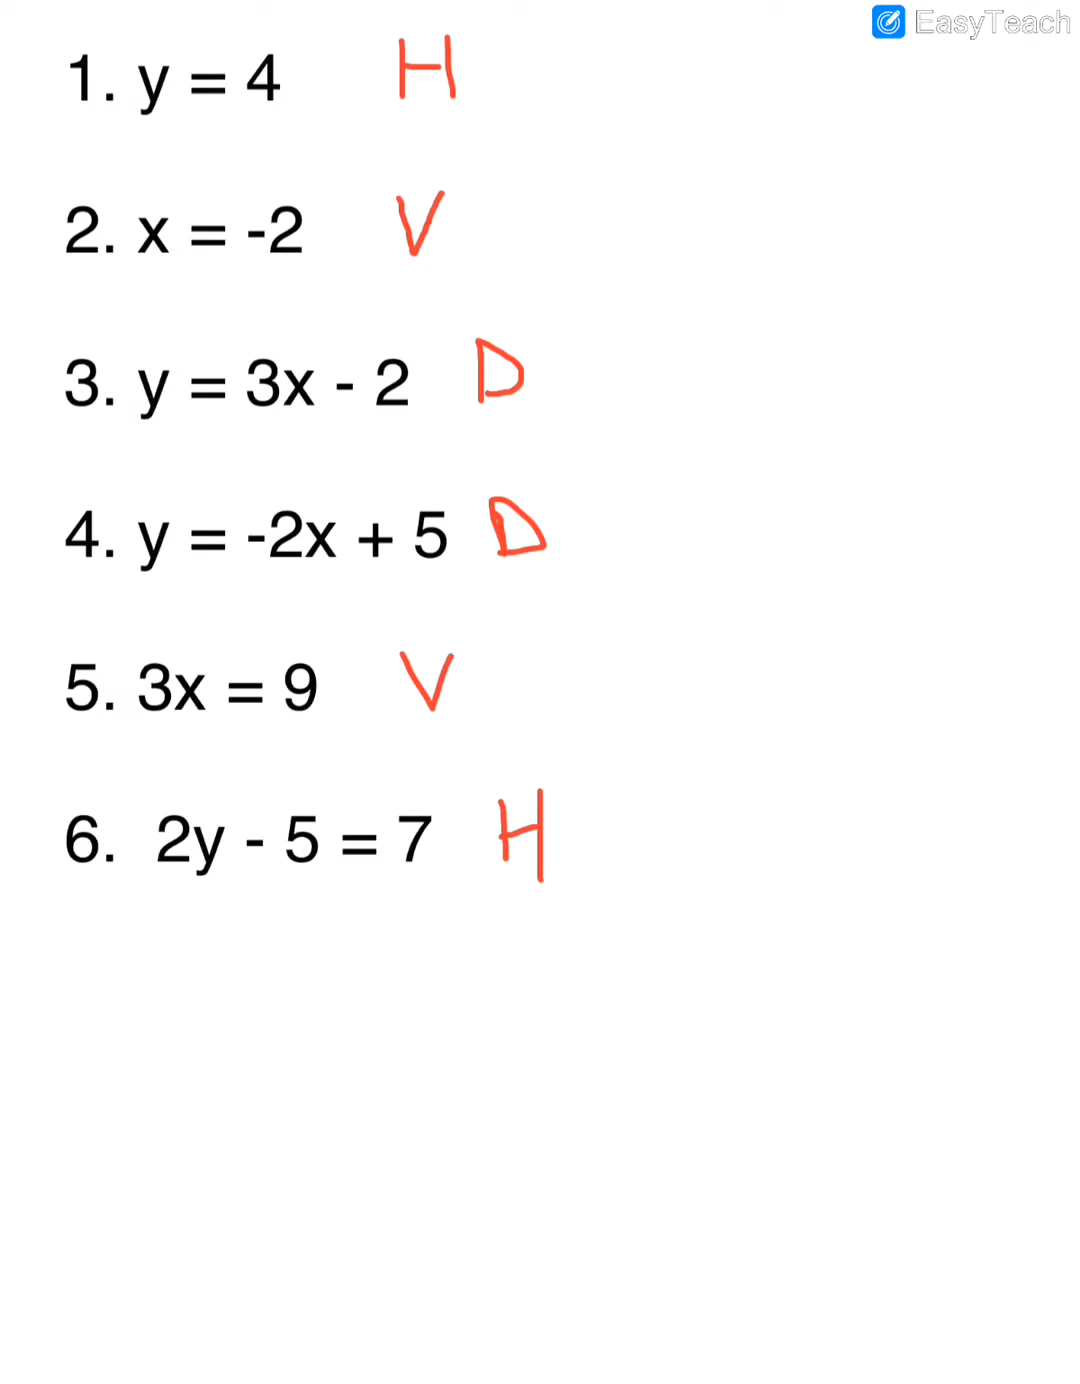 EasyTeach
1. y = 4 H
2. x = -2 V
3. y = 3x - 2 D
4. y = -2x + 5 D
5. 3x = 9 V
6. 2y - 5 = 7 H